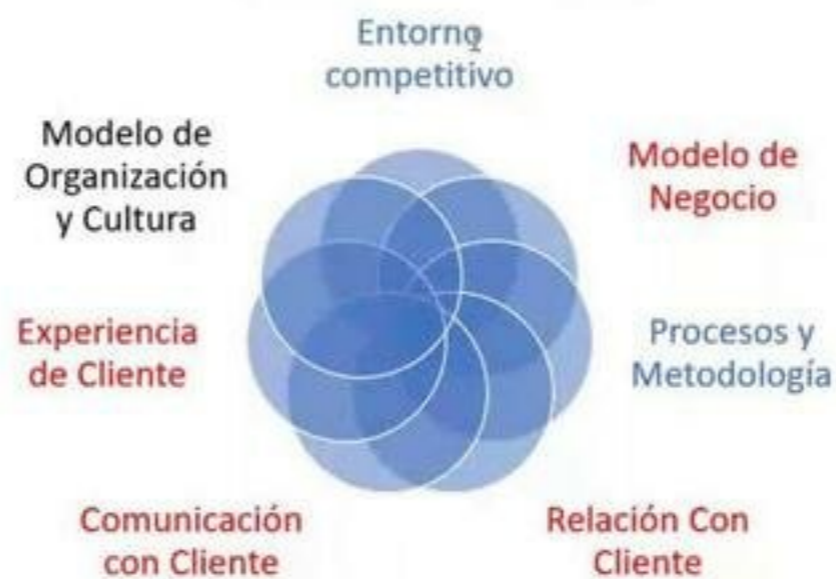 Entorno
competitivo
Modelo de
Organización
y Cultura
Modelo de
Negocio
Experiencia
de Cliente
Procesos y
Metodología
Comunicación
con Cliente
Relación Con
Cliente